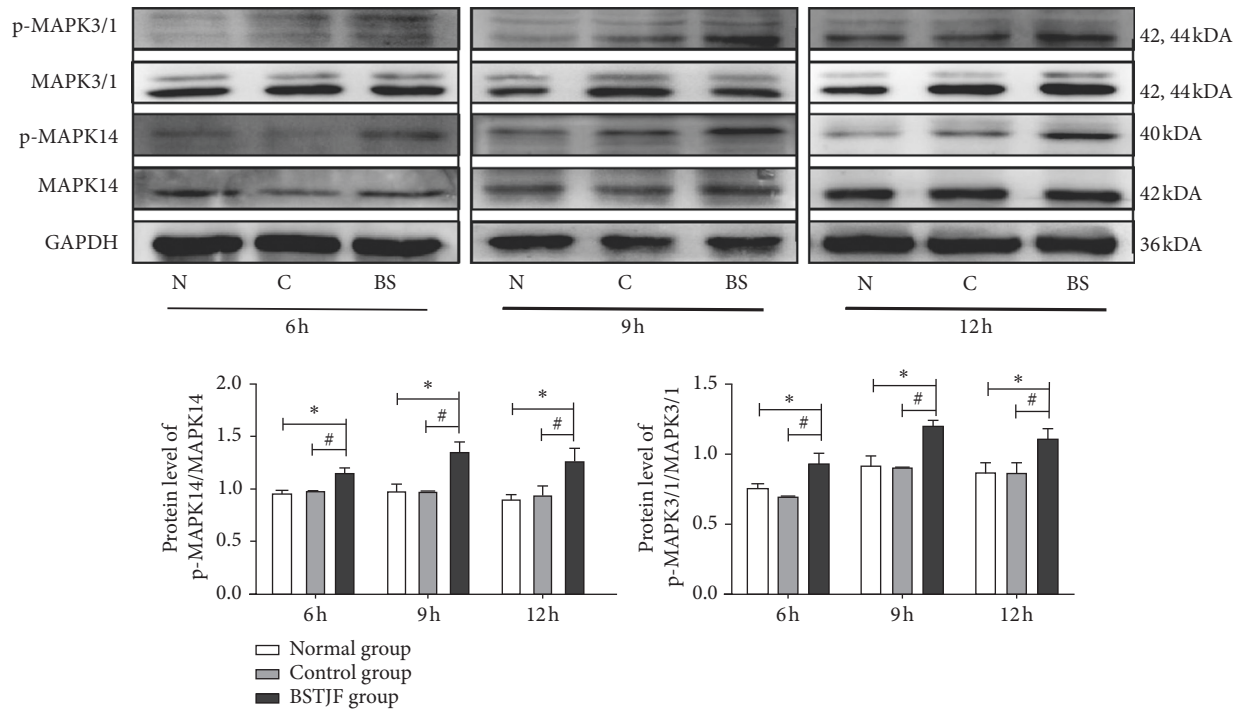 p-MAPK3/1
42, 44kDA
MAPK3/1
42, 44kDA
p-MAPK14
40kDA
MAPK14
42kDA
GAPDH
36kDA
N C BS N C BS N C BS
6h 9h 12h
Protein level of
p-MAPK14/MAPK14
2.0
1.5
1.0
0.5
0.0
* # * # * #
6h 9h 12h
Protein level of
p-MAPK3/1/MAPK3/1
1.5
1.0
0.5
0.0
* # * # * #
6h 9h 12h
Normal group
Control group
BSTJF group